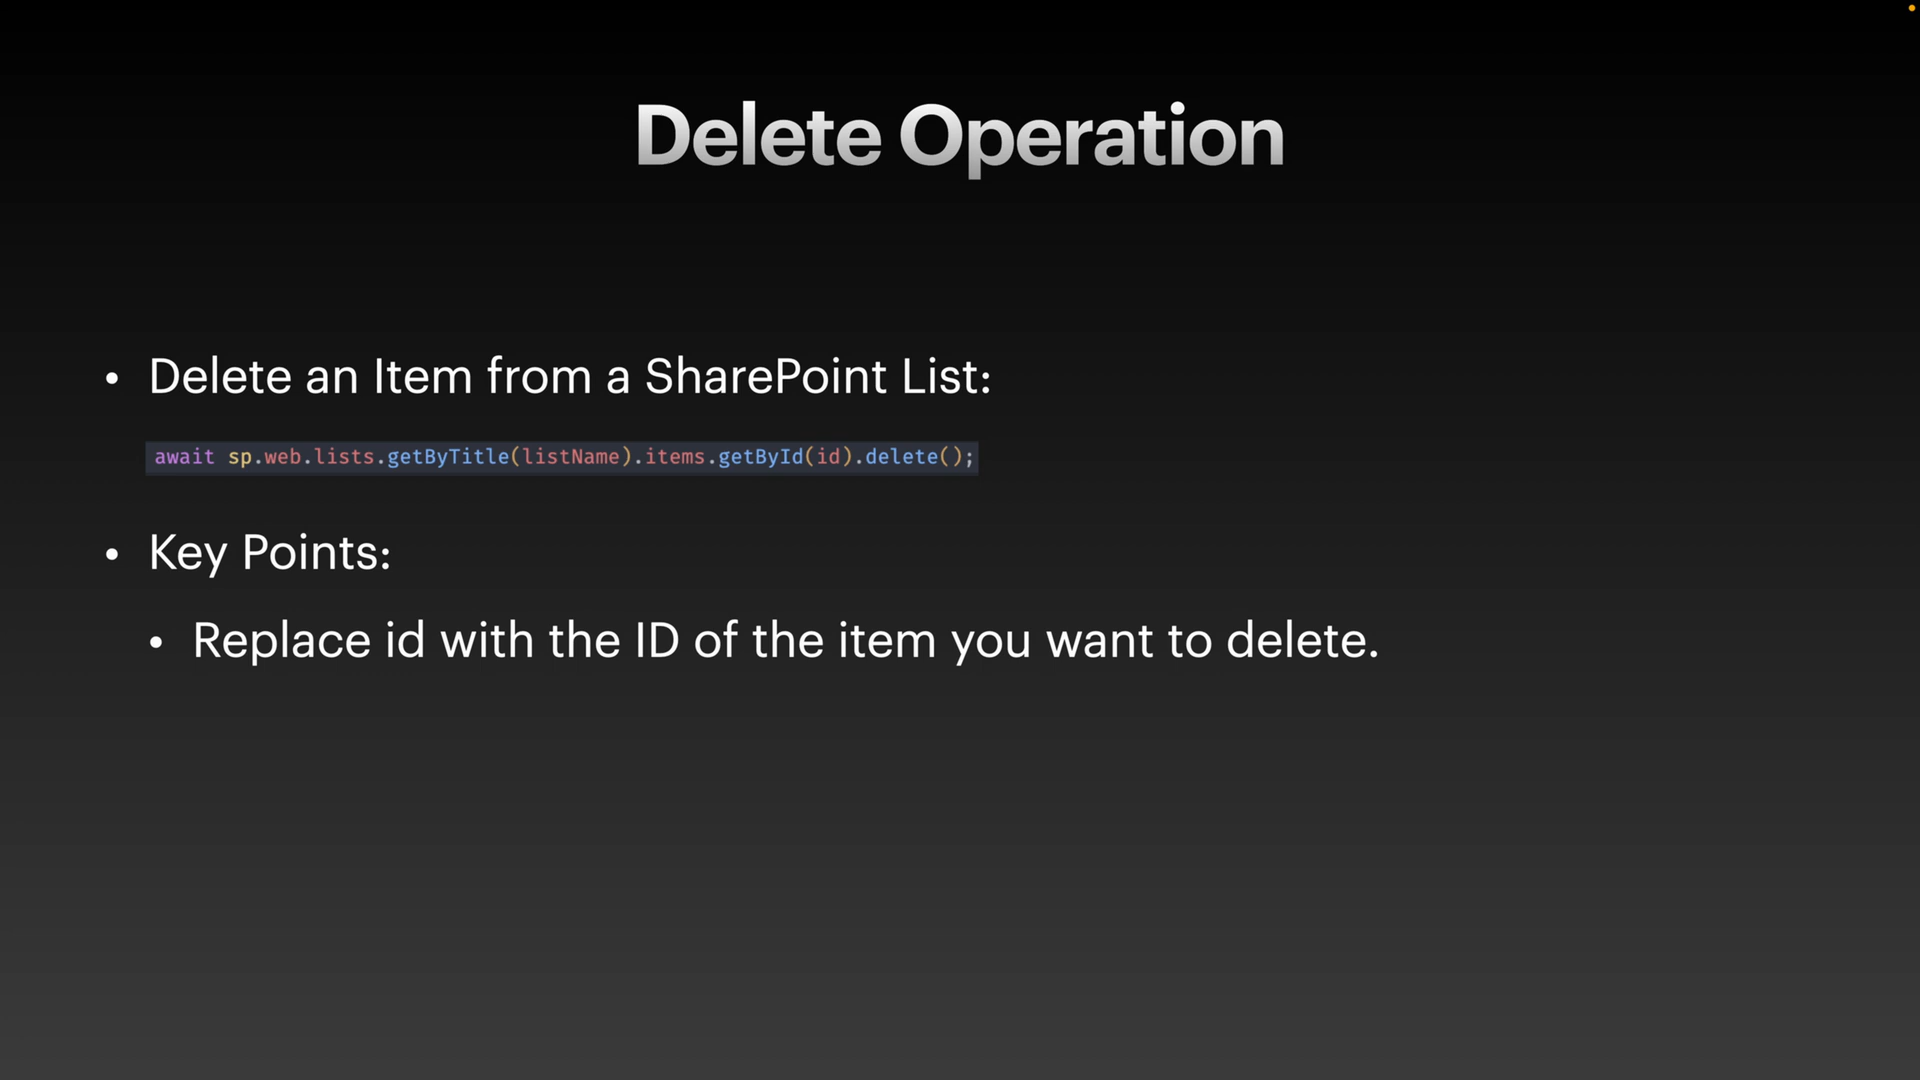 Delete Operation
• Delete an Item from a SharePoint List:
await sp.web.lists.getByTitle(listName).items.getById(id).delete();
• Key Points:
• Replace id with the ID of the item you want to delete.